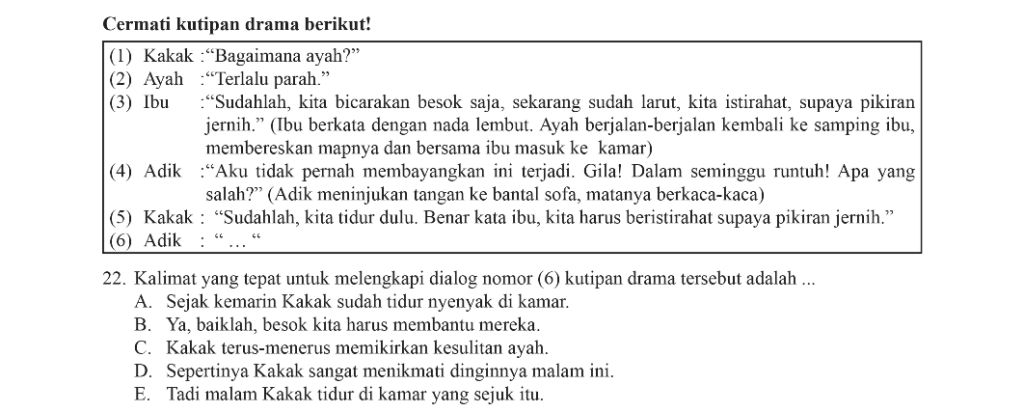 Cermati kutipan drama berikut!
(1) Kakak :“Bagaimana ayah?”
(2) Ayah :“Terlalu parah.”
(3) Ibu :“Sudahlah, kita bicarakan besok saja, sekarang sudah larut, kita istirahat, supaya pikiran
jernih.” (Ibu berkata dengan nada lembut. Ayah berjalan-berjalan kembali ke samping ibu,
membereskan mapnya dan bersama ibu masuk ke kamar)
(4) Adik :“Aku tidak pernah membayangkan ini terjadi. Gila! Dalam seminggu runtuh! Apa yang
salah?” (Adik meninjukan tangan ke bantal sofa, matanya berkaca-kaca)
(5) Kakak : “Sudahlah, kita tidur dulu. Benar kata ibu, kita harus beristirahat supaya pikiran jernih.”
(6) Adik : “ ... “
22. Kalimat yang tepat untuk melengkapi dialog nomor (6) kutipan drama tersebut adalah ...
A. Sejak kemarin Kakak sudah tidur nyenyak di kamar.
B. Ya, baiklah, besok kita harus membantu mereka.
C. Kakak terus-menerus memikirkan kesulitan ayah.
D. Sepertinya Kakak sangat menikmati dinginnya malam ini.
E. Tadi malam Kakak tidur di kamar yang sejuk itu.